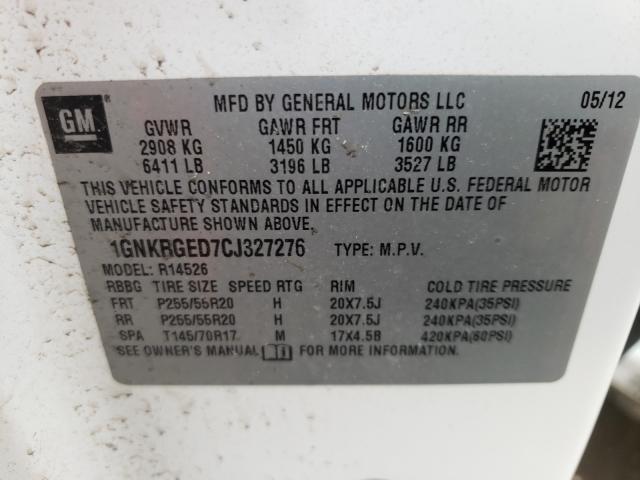 GM ® MFD BY GENERAL MOTORS LLC 05/12
GVWR GAWR FRT GAWR RR
2908 KG 1450 KG 1600 KG
6411 LB 3196 LB 3527 LB
THIS VEHICLE CONFORMS TO ALL APPLICABLE U.S. FEDERAL MOTOR
VEHICLE SAFETY STANDARDS IN EFFECT ON THE DATE OF
MANUFACTURE SHOWN ABOVE.
1GNKRGED7CJ327276 TYPE: M.P.V.
MODEL: R14526
RBBG TIRE SIZE SPEED RTG RIM COLD TIRE PRESSURE
FRT P255/55R20 H 20X7.5J 240KPA(35PSI)
RR P255/55R20 H 20X7.5J 240KPA(35PSI)
SPA T145/70R17 M 17X4.5B 420KPA(60PSI)
SEE OWNER'S MANUAL FOR MORE INFORMATION.